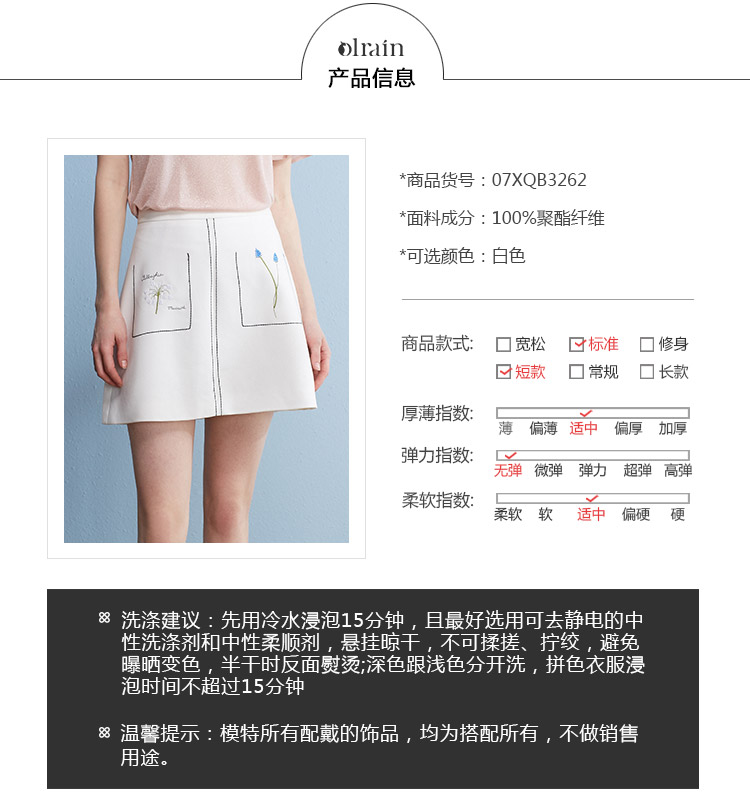 olrain
产品信息
*商品货号：07XQB3262
*面料成分：100%聚酯纤维
*可选颜色：白色
商品款式: 宽松 标准 修身
短款 常规 长款
厚薄指数:
薄 偏薄 适中 偏厚 加厚
弹力指数:
无弹 微弹 弹力 超弹 高弹
柔软指数:
柔软 软 适中 偏硬 硬
洗涤建议：先用冷水浸泡15分钟，且最好选用可去静电的中
性洗涤剂和中性柔顺剂，悬挂晾干，不可揉搓、拧绞，避免
曝晒变色，半干时反面熨烫;深色跟浅色分开洗，拼色衣服浸
泡时间不超过15分钟
温馨提示：模特所有配戴的饰品，均为搭配所有，不做销售
用途。